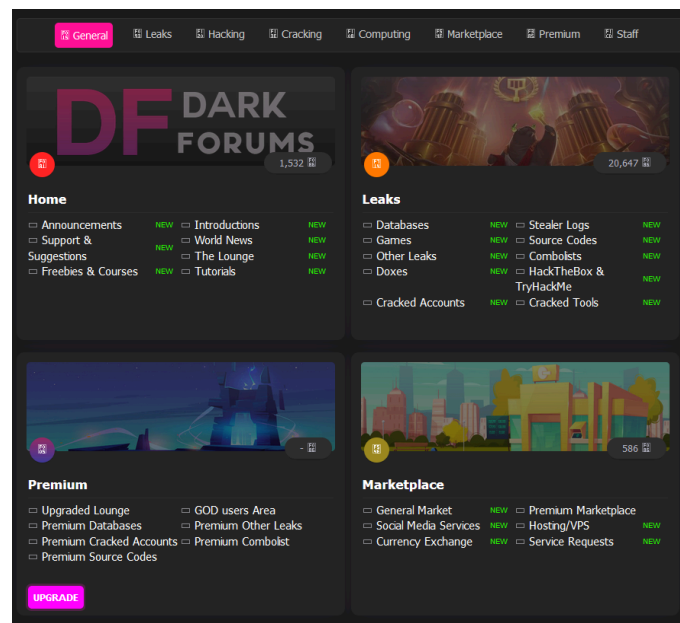 General Leaks Hacking Cracking Computing Marketplace Premium Staff
DF DARK FORUMS
1,532
20,647
Home
Announcements NEW Introductions NEW
Support & Suggestions NEW World News NEW
The Lounge NEW
Freebies & Courses NEW Tutorials NEW
Leaks
Databases NEW Stealer Logs NEW
Games NEW Source Codes NEW
Other Leaks NEW Combolists NEW
Doxes NEW HackTheBox &
TryHackMe NEW
Cracked Accounts NEW Cracked Tools NEW
-
586
Premium
Upgraded Lounge GOD users Area
Premium Databases Premium Other Leaks
Premium Cracked Accounts Premium Combolist
Premium Source Codes
UPGRADE
Marketplace
General Market NEW Premium Marketplace
Social Media Services NEW Hosting/VPS NEW
Currency Exchange NEW Service Requests NEW